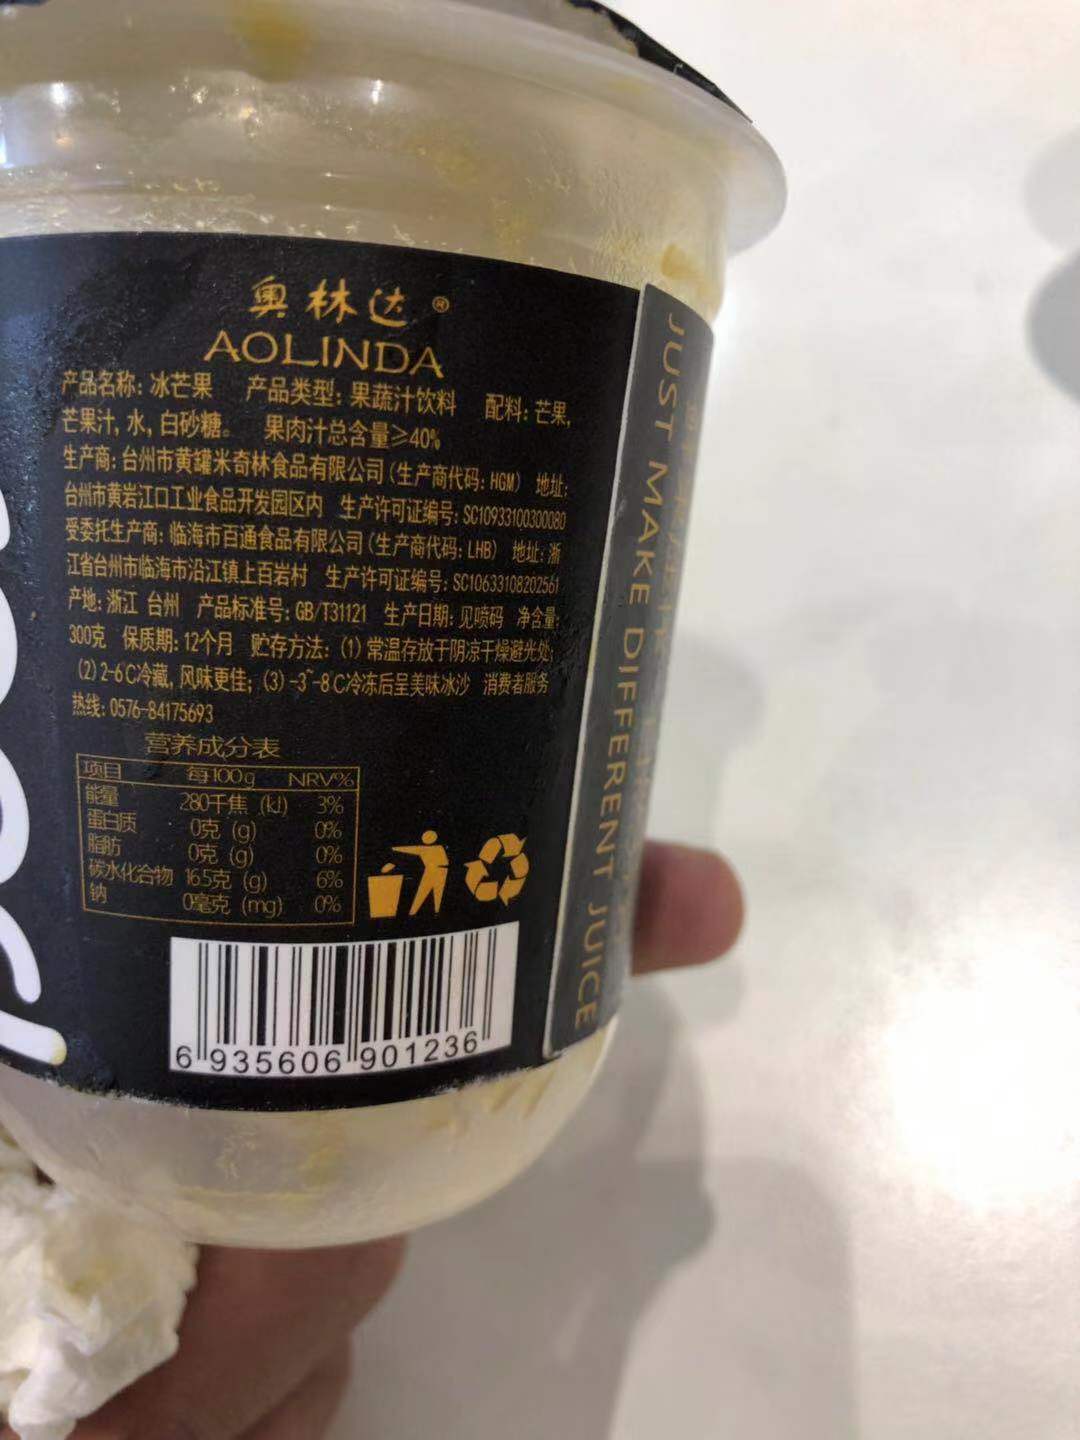 奥林达®
AOLINDA
产品名称: 冰芒果 产品类型: 果蔬汁饮料 配料: 芒果,
芒果汁, 水, 白砂糖。 果肉汁总含量≥40%
生产商: 台州市黄罐米奇林食品有限公司 (生产商代码: HGM) 地址:
台州市黄岩江口工业食品开发园区内 生产许可证编号: SC10933100300080
受委托生产商: 临海市百通食品有限公司 (生产商代码: LHB) 地址: 浙
江省台州市临海市沿江镇上百岩村 生产许可证编号: SC10633108202561
产地: 浙江 台州 产品标准号: GB/T31121 生产日期: 见喷码 净含量:
300克 保质期: 12个月 贮存方法: (1) 常温存放干阴凉干燥避光处;
(2) 2-6℃冷藏, 风味更佳; (3) -3~-8℃冷冻后呈美味冰沙 消费者服务
热线: 0576-84175693
营养成分表
项目 每100g NRV%
能量 280千焦 (kJ) 3%
蛋白质 0克 (g) 0%
脂肪 0克 (g) 0%
碳水化合物 16.5克 (g) 6%
钠 0毫克 (mg) 0%
6 935606 901236
JUST MAKE DIFFERENT JUICE